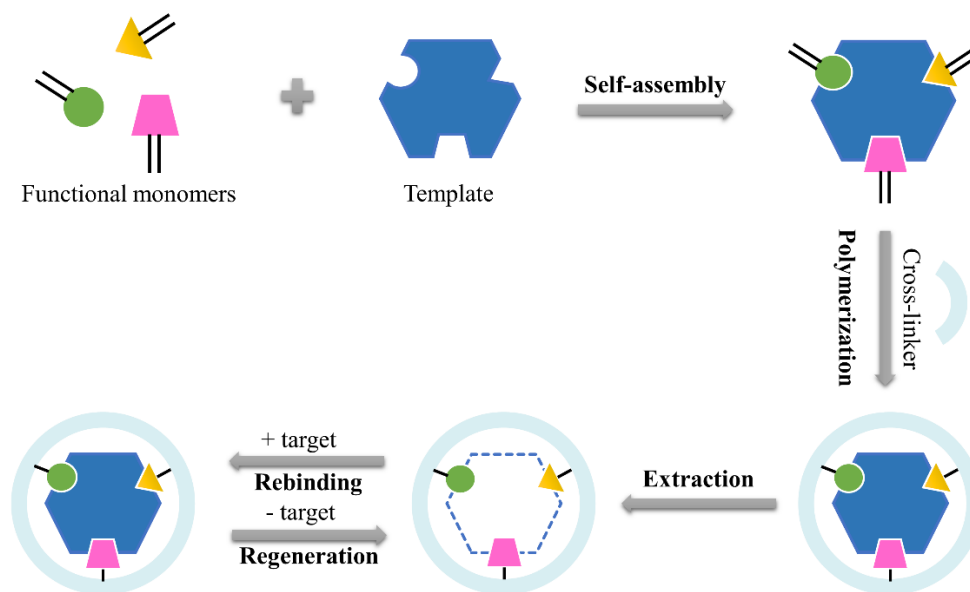 Self-assembly
Functional monomers
Template
Polymerization
Cross-linker
+ target
Rebinding
- target
Regeneration
Extraction